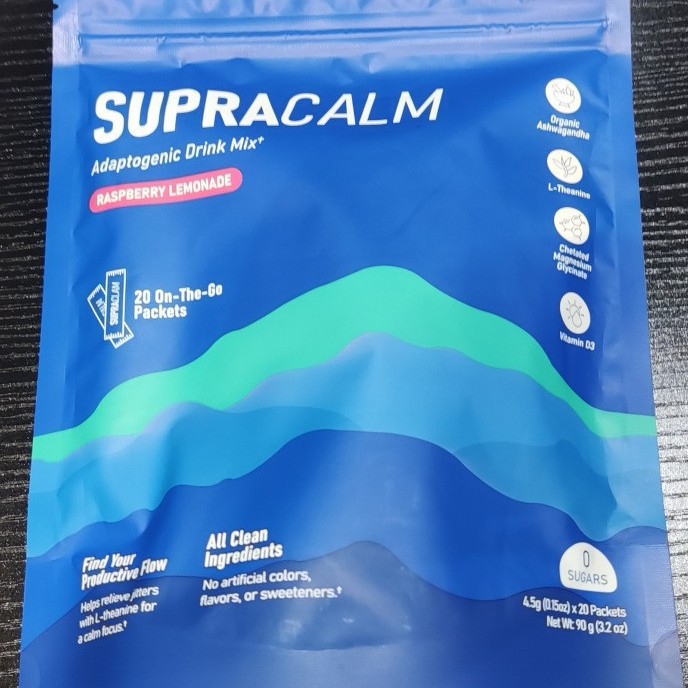 SUPRACALM
Adaptogenic Drink Mix†
RASPBERRY LEMONADE
Organic
Ashwagandha
L-Theanine
Chelated
Magnesium
Glycinate
Vitamin D3
SUPRACLAM
20 On-The-Go
Packets
Find Your
Productive Flow
Helps relieve jitters
with L-theanine for
a calm focus.†
All Clean
Ingredients
No artificial colors,
flavors, or sweeteners.†
0
SUGARS
4.5g (0.15oz) x 20 Packets
Net Wt: 90 g (3.2 oz)